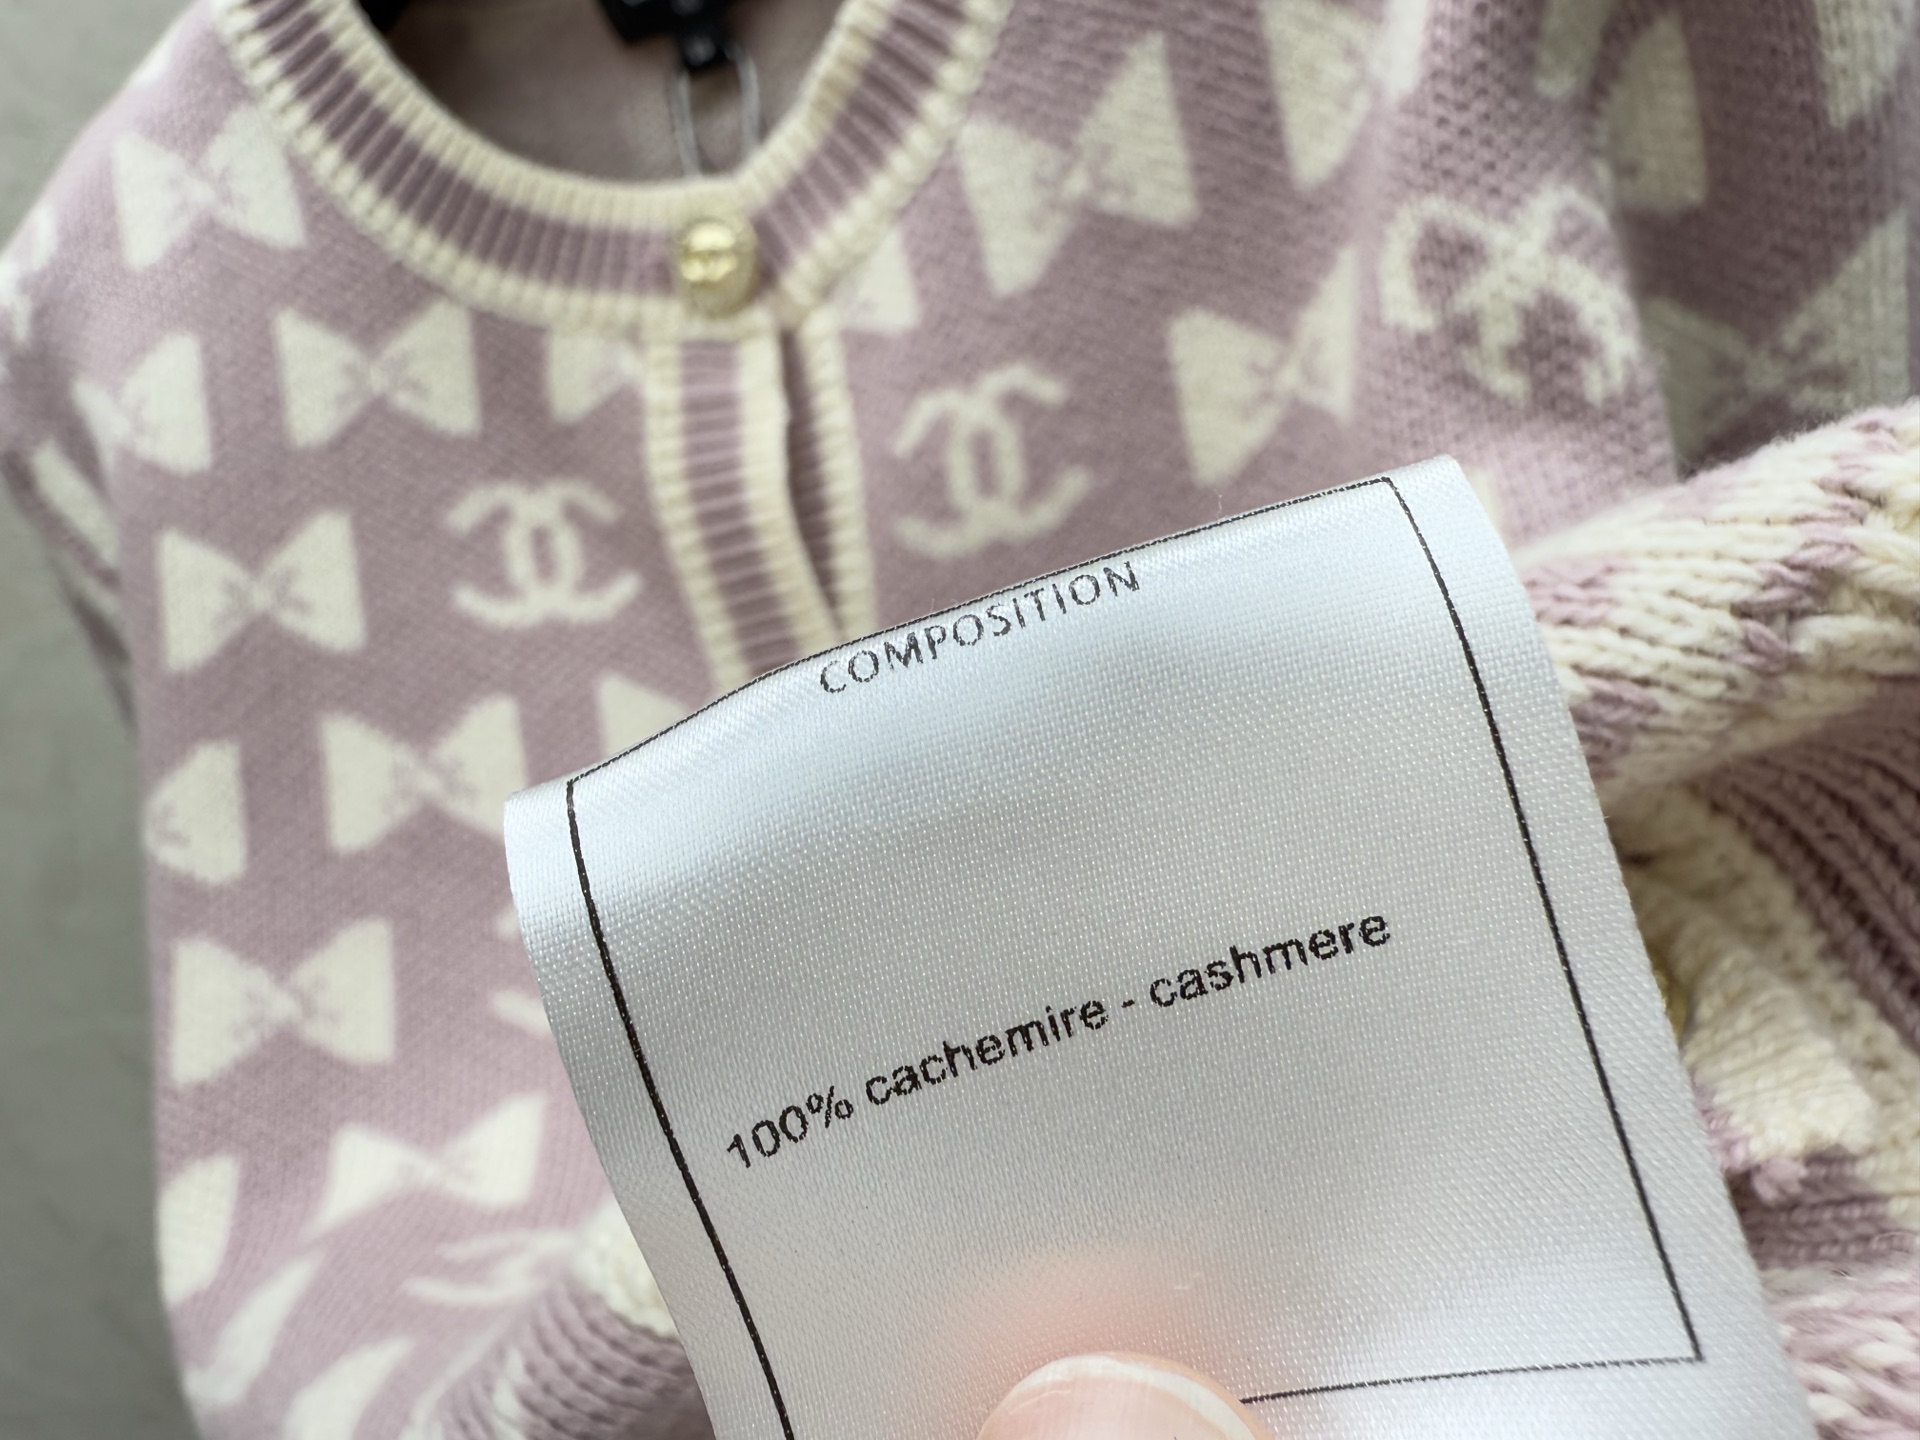 COMPOSITION
100% cachemire - cashmere